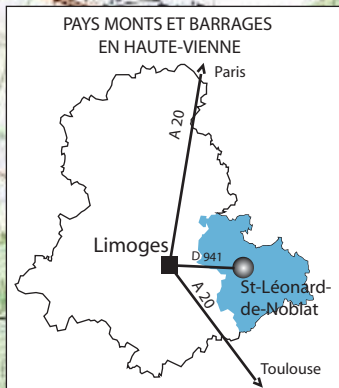 PAYS MONTS ET BARRAGES
EN HAUTE-VIENNE
Paris
A 20
Limoges
D 941
A 20
St-Léonard-
de-Noblat
Toulouse